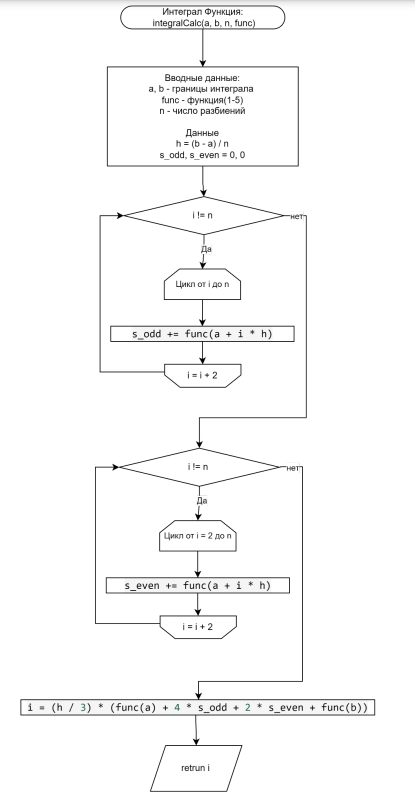 Интеграл Функция:
integralCalc(a, b, n, func)
Вводные данные:
a, b - границы интеграла
func - функция(1-5)
n - число разбиений
Данные
h = (b - a) / n
s_odd, s_even = 0, 0
i != n
нет
Да
Цикл от i до n
s_odd += func(a + i * h)
i = i + 2
i != n
нет
Да
Цикл от i = 2 до n
s_even += func(a + i * h)
i = i + 2
i = (h / 3) * (func(a) + 4 * s_odd + 2 * s_even + func(b))
retrun i